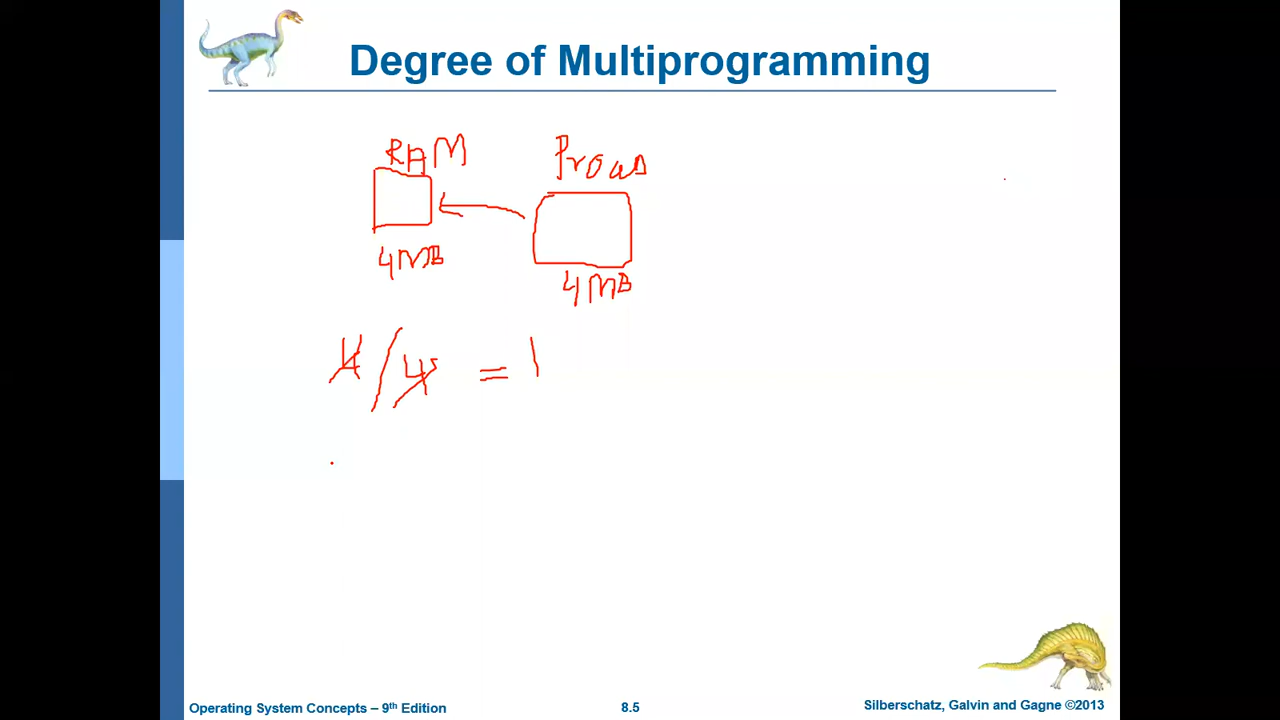 Degree of Multiprogramming
RAM
4MB
4MB
4/4 = 1
Operating System Concepts – 9th Edition
8.5
Silberschatz, Galvin and Gagne ©2013